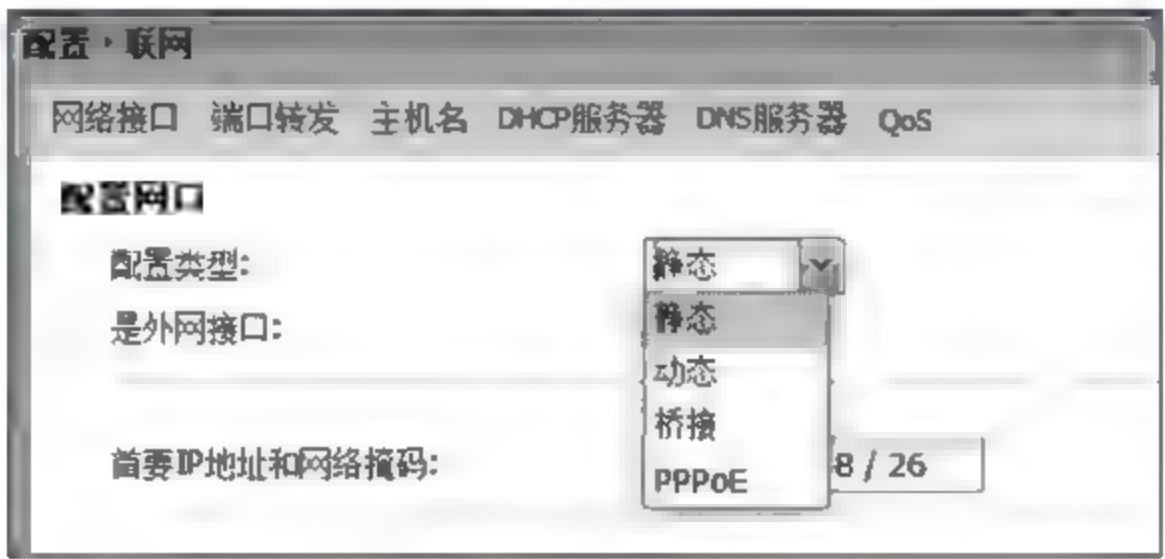 配置・联网
网络接口 端口转发 主机名 DHCP服务器 DNS服务器 QoS
配置网口
配置类型: 静态
静态
是外网接口:
动态
桥接
首要IP地址和网络掩码: 8 / 26
PPPoE